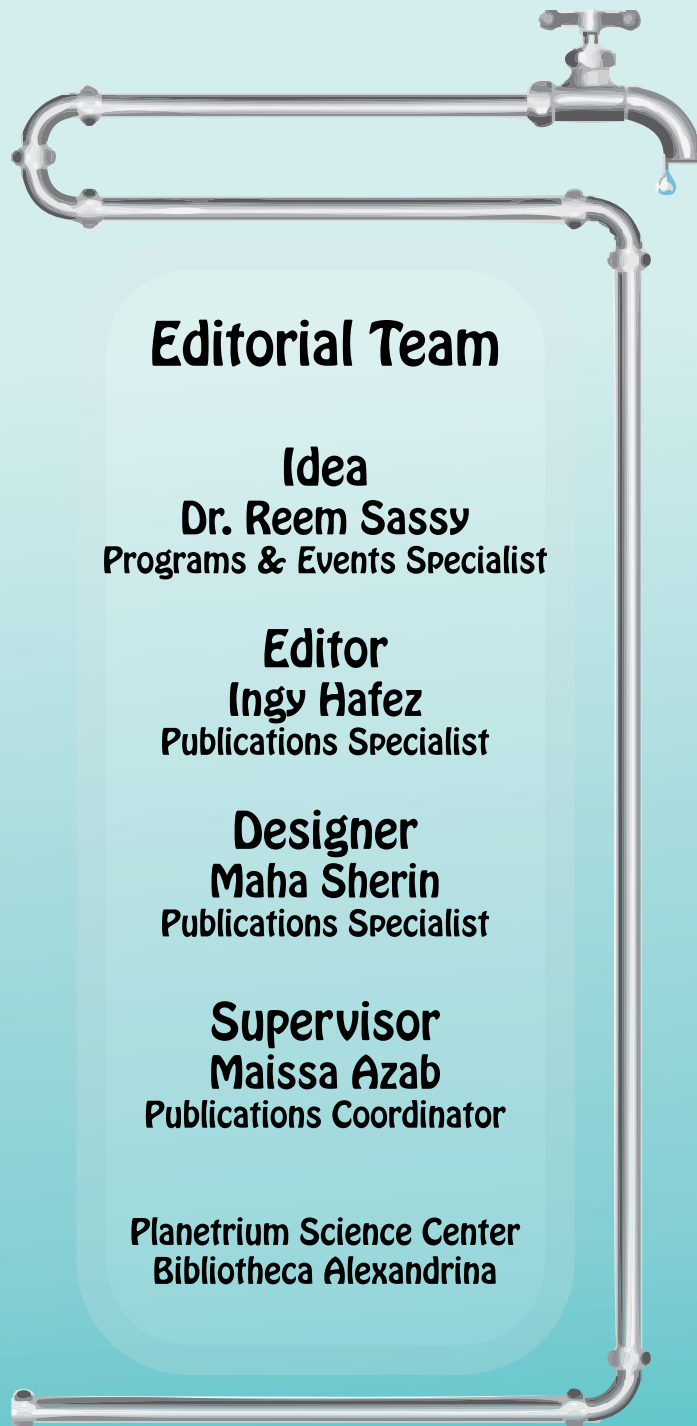 Editorial Team
Idea
Dr. Reem Sassy
Programs & Events Specialist
Editor
Ingy Hafez
Publications Specialist
Designer
Maha Sherin
Publications Specialist
Supervisor
Maissa Azab
Publications Coordinator
Planetrium Science Center
Bibliotheca Alexandrina